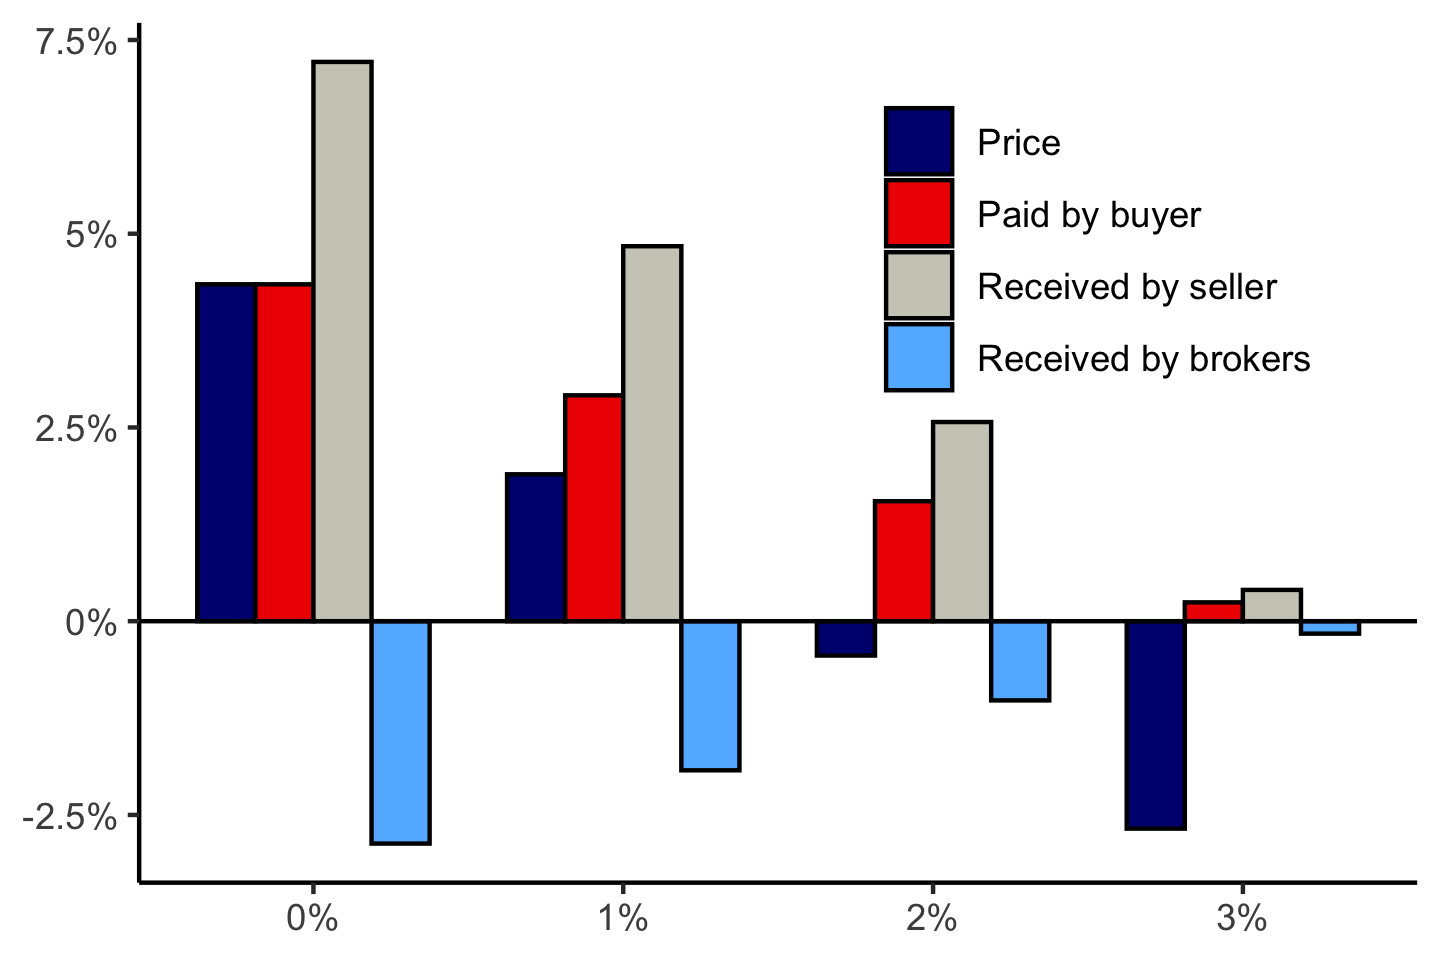 7.5%
5%
2.5%
0%
-2.5%
Price
Paid by buyer
Received by seller
Received by brokers
0%
1%
2%
3%